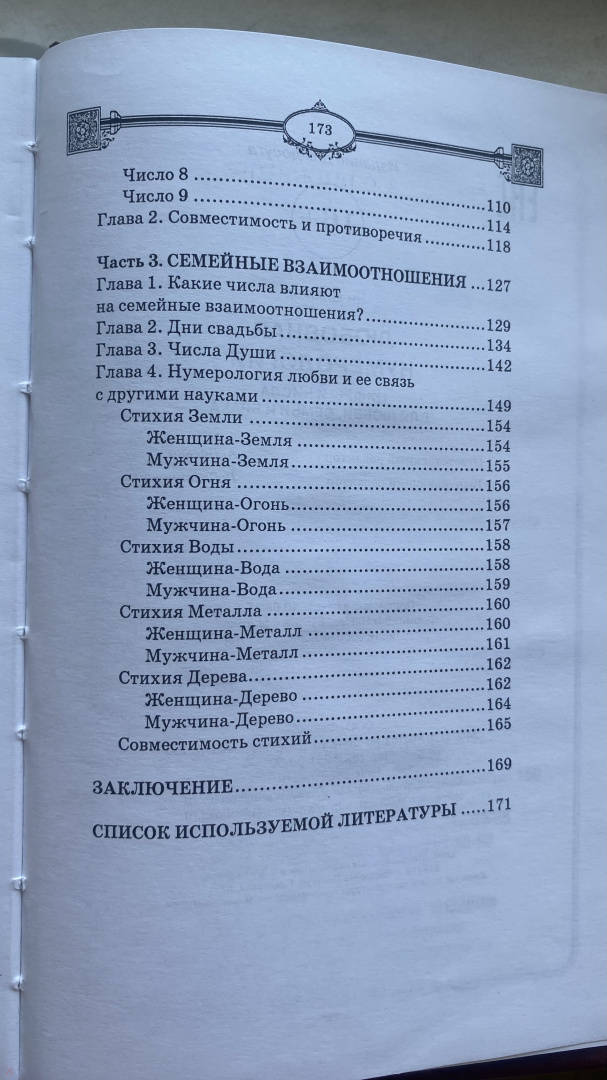 173
Число 8 ........................................ 110
Число 9 ........................................ 114
Глава 2. Совместимость и противоречия ........ 118
Часть 3. СЕМЕЙНЫЕ ВЗАИМООТНОШЕНИЯ ...127
Глава 1. Какие числа влияют
на семейные взаимоотношения?..................129
Глава 2. Дни свадьбы ..............................134
Глава 3. Числа Души ..............................142
Глава 4. Нумерология любви и ее связь
с другими науками ..............................149
Стихия Земли ..............................154
Женщина-Земля ..............................154
Мужчина-Земля..............................155
Стихия Огня ..............................156
Женщина-Огонь..............................156
Мужчина-Огонь ..............................157
Стихия Воды..............................158
Женщина-Вода ..............................158
Мужчина-Вода..............................159
Стихия Металла ..............................160
Женщина-Металл ..............................160
Мужчина-Металл..............................161
Стихия Дерева..............................162
Женщина-Дерево ..............................162
Мужчина-Дерево..............................164
Совместимость стихий..............................165
ЗАКЛЮЧЕНИЕ..............................169
СПИСОК ИСПОЛЬЗУЕМОЙ ЛИТЕРАТУРЫ .....171